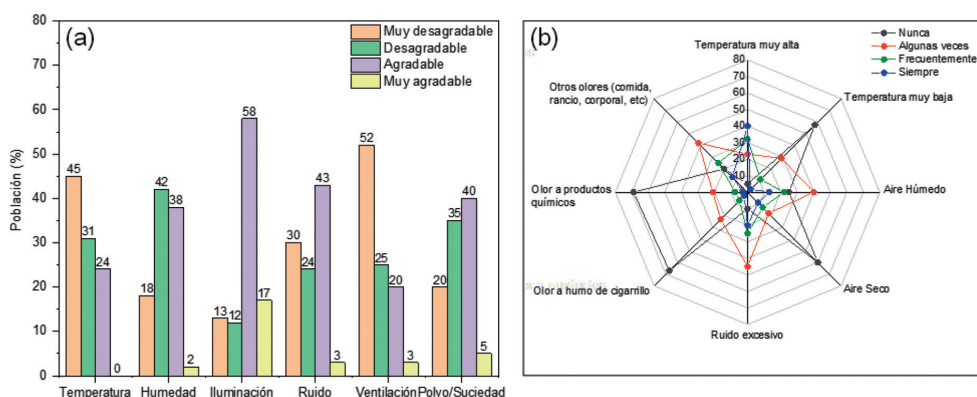 (a)
Muy desagradable
Desagradable
Agradable
Muy agradable
Población (%)
80
70
60
50
40
30
20
10
0
45
31
24
0
18
42
38
2
13
12
58
17
30
24
43
3
52
25
20
3
20
35
40
5
Temperatura
Humedad
Iluminación
Ruido
Ventilación
Polvo/Suciedad
(b)
Nunca
Algunas veces
Frecuentemente
Siempre
Temperatura muy alta
80
70
60
50
40
30
20
10
0
Temperatura muy baja
Aire Húmedo
Aire Seco
Ruido excesivo
Olor a humo de cigarrillo
Olor a productos
químicos
Otros olores (comida,
rancio, corporal, etc)